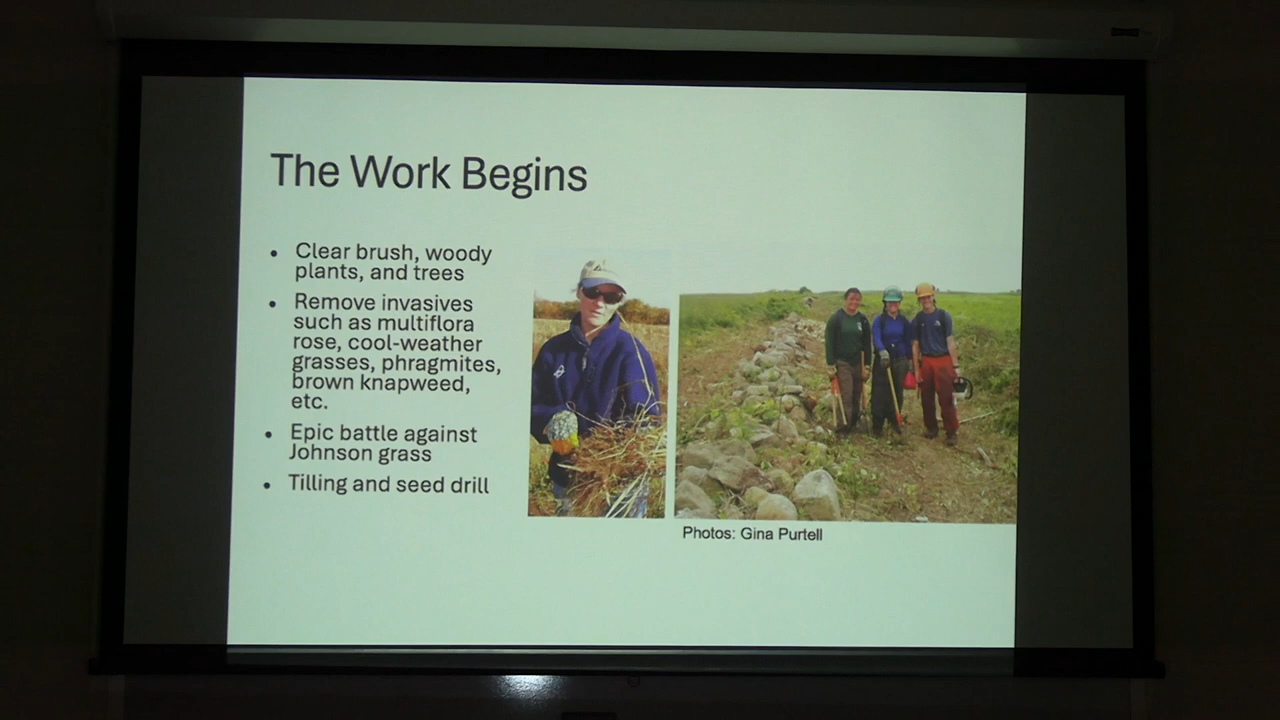 The Work Begins
• Clear brush, woody
plants, and trees
• Remove invasives
such as multiflora
rose, cool-weather
grasses, phragmites,
brown knapweed,
etc.
• Epic battle against
Johnson grass
• Tilling and seed drill
Photos: Gina Purtell